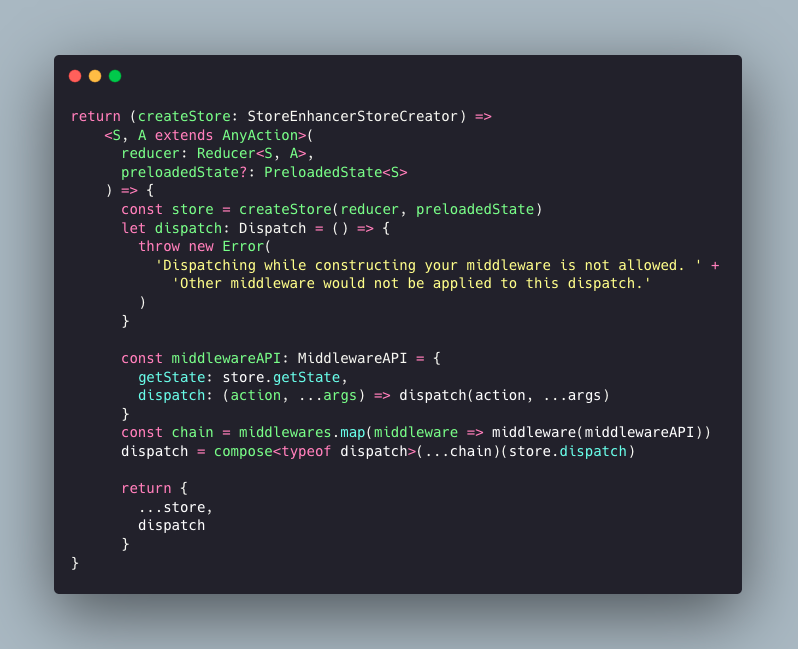 return (createStore: StoreEnhancerStoreCreator) =>
    <S, A extends AnyAction>(
      reducer: Reducer<S, A>,
      preloadedState?: PreloadedState<S>
    ) => {
      const store = createStore(reducer, preloadedState)
      let dispatch: Dispatch = () => {
        throw new Error(
          'Dispatching while constructing your middleware is not allowed. ' +
            'Other middleware would not be applied to this dispatch.'
        )
      }

      const middlewareAPI: MiddlewareAPI = {
        getState: store.getState,
        dispatch: (action, ...args) => dispatch(action, ...args)
      }
      const chain = middlewares.map(middleware => middleware(middlewareAPI))
      dispatch = compose<typeof dispatch>(...chain)(store.dispatch)

      return {
        ...store,
        dispatch
      }
}